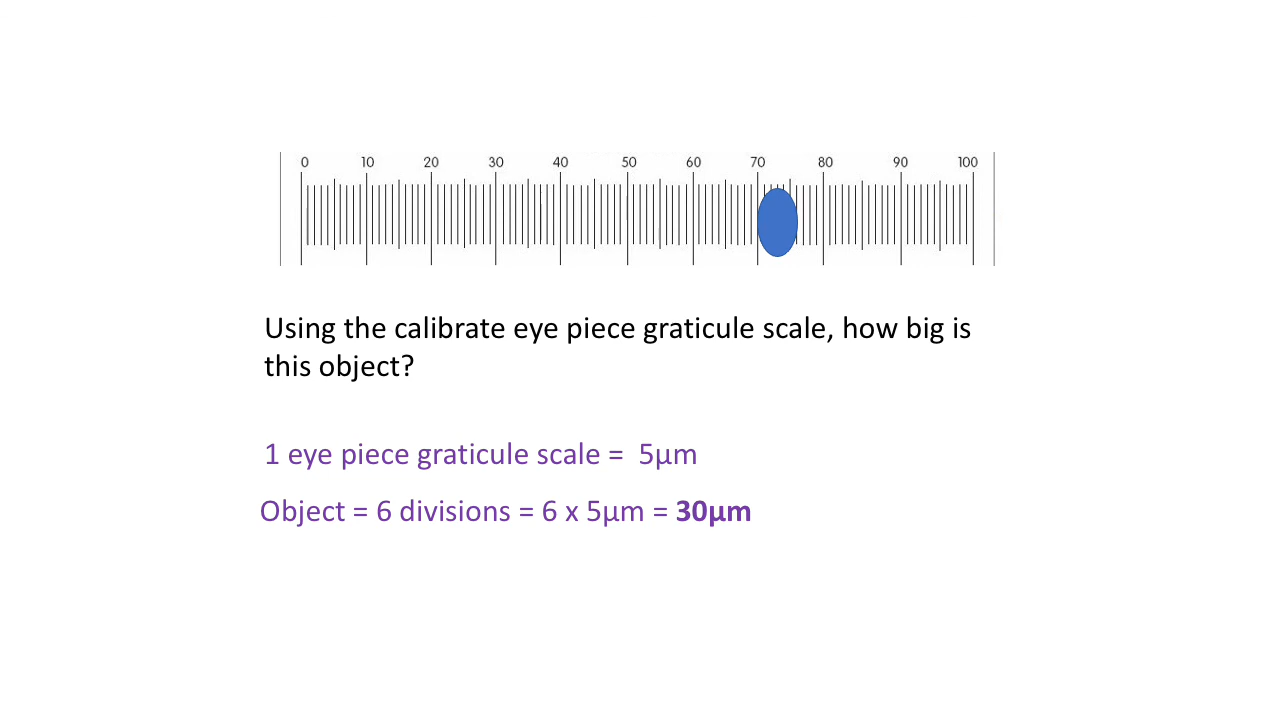 0 10 20 30 40 50 60 70 80 90 100
Using the calibrate eye piece graticule scale, how big is
this object?
1 eye piece graticule scale = 5µm
Object = 6 divisions = 6 x 5µm = 30µm